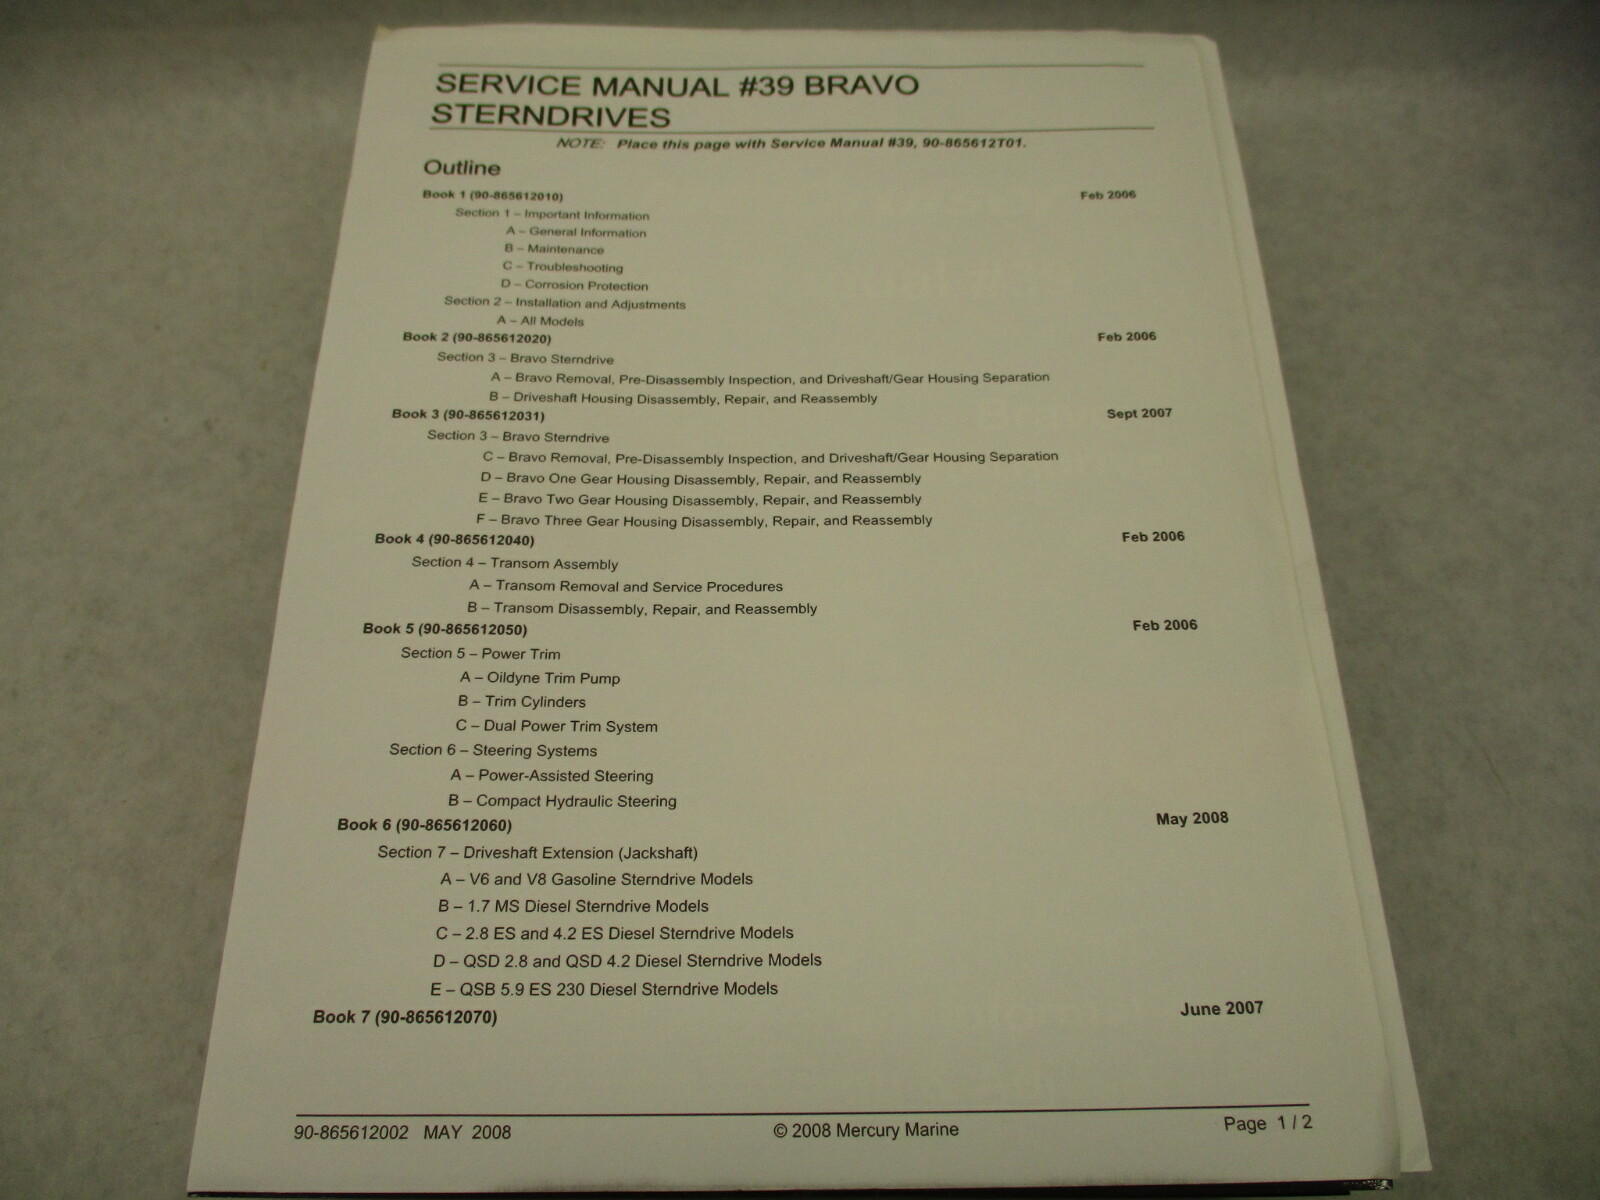 SERVICE MANUAL #39 BRAVO
STERNDRIVES
NOTE: Place this page with Service Manual #39, 90-865612T01.
Outline
Book 1 (90-865612010) Feb 2006
Section 1 – Important Information
A – General Information
B – Maintenance
C – Troubleshooting
D – Corrosion Protection
Section 2 – Installation and Adjustments
A – All Models
Book 2 (90-865612020) Feb 2006
Section 3 – Bravo Sterndrive
A – Bravo Removal, Pre-Disassembly Inspection, and Driveshaft/Gear Housing Separation
B – Driveshaft Housing Disassembly, Repair, and Reassembly
Book 3 (90-865612031) Sept 2007
Section 3 – Bravo Sterndrive
C – Bravo Removal, Pre-Disassembly Inspection, and Driveshaft/Gear Housing Separation
D – Bravo One Gear Housing Disassembly, Repair, and Reassembly
E – Bravo Two Gear Housing Disassembly, Repair, and Reassembly
F – Bravo Three Gear Housing Disassembly, Repair, and Reassembly
Book 4 (90-865612040) Feb 2006
Section 4 – Transom Assembly
A – Transom Removal and Service Procedures
B – Transom Disassembly, Repair, and Reassembly
Book 5 (90-865612050) Feb 2006
Section 5 – Power Trim
A – Oildyne Trim Pump
B – Trim Cylinders
C – Dual Power Trim System
Section 6 – Steering Systems
A – Power-Assisted Steering
B – Compact Hydraulic Steering
Book 6 (90-865612060) May 2008
Section 7 – Driveshaft Extension (Jackshaft)
A – V6 and V8 Gasoline Sterndrive Models
B – 1.7 MS Diesel Sterndrive Models
C – 2.8 ES and 4.2 ES Diesel Sterndrive Models
D – QSD 2.8 and QSD 4.2 Diesel Sterndrive Models
E – QSB 5.9 ES 230 Diesel Sterndrive Models
Book 7 (90-865612070) June 2007
90-865612002 MAY 2008 © 2008 Mercury Marine Page 1 / 2